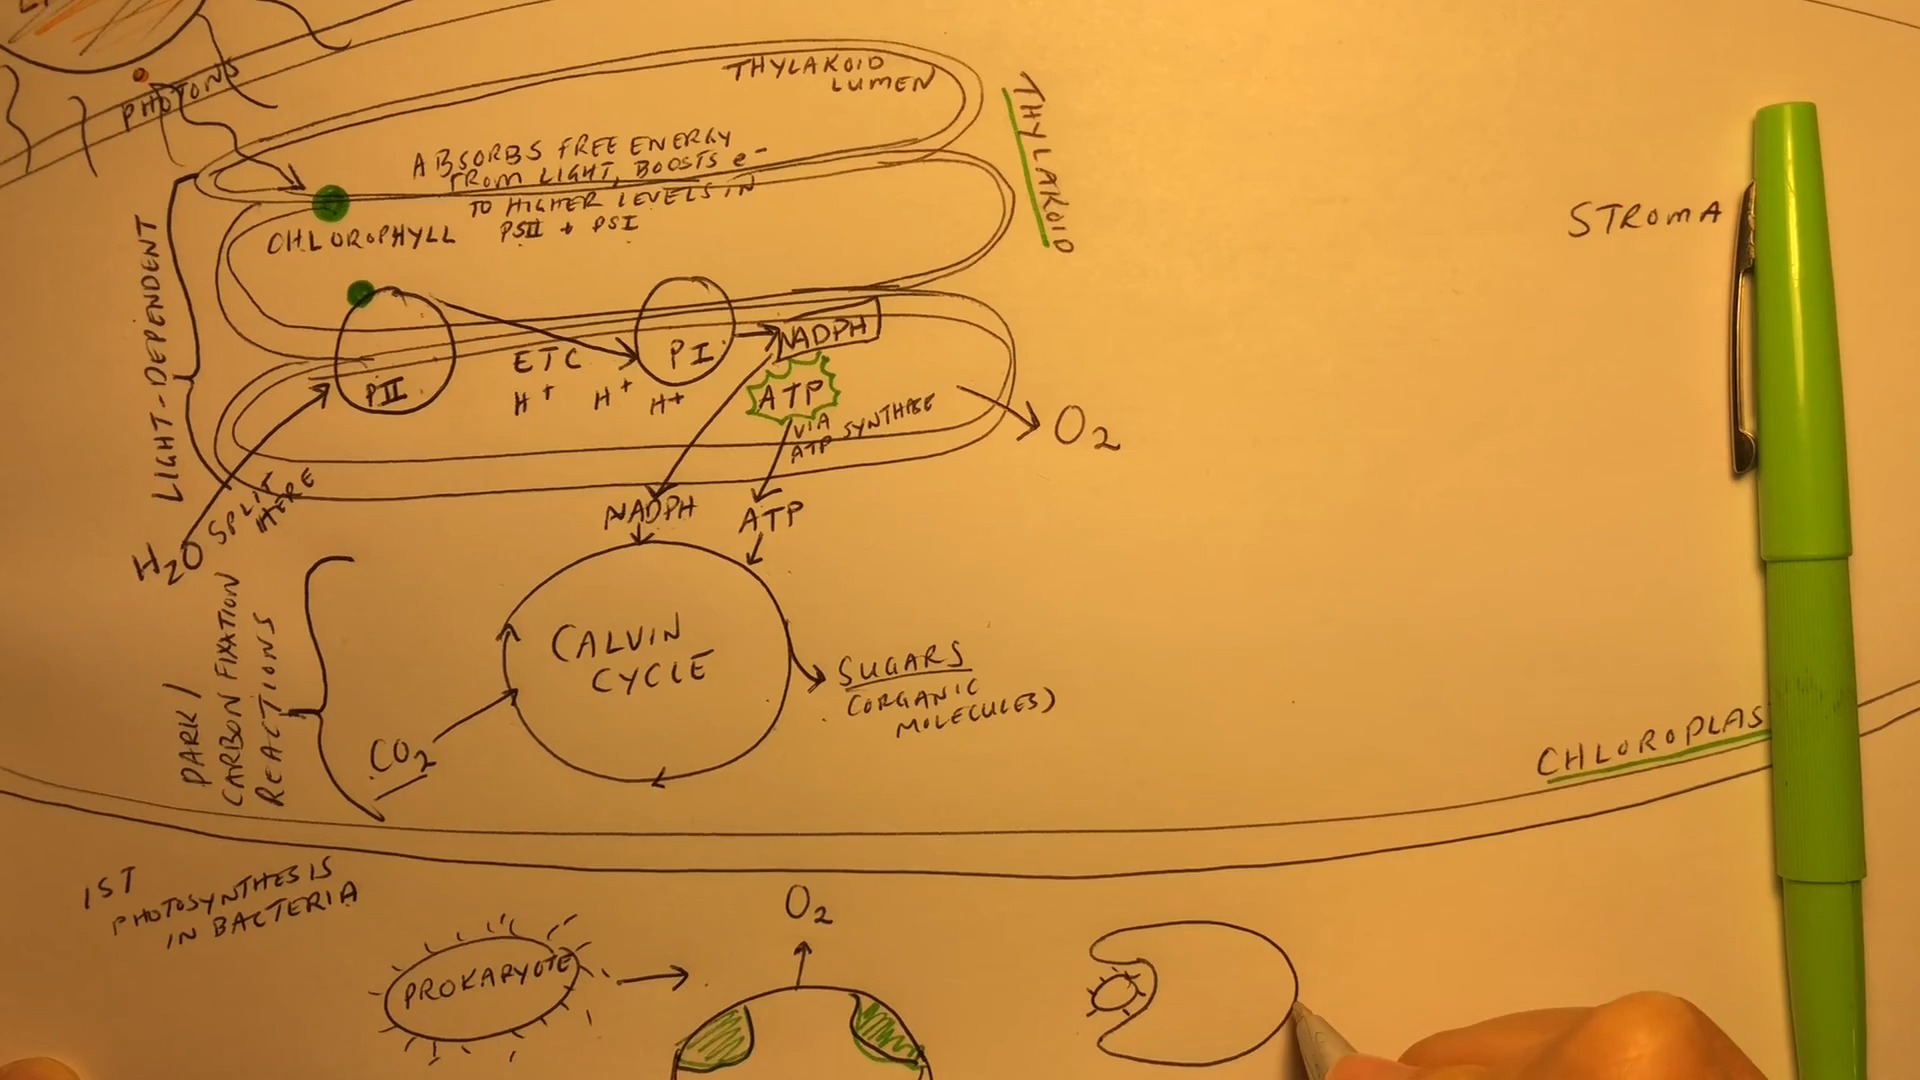 PHOTONS
THYLAKOID
LUMEN
THYLAKOID
ABSORBS FREE ENERGY
FROM LIGHT, BOOSTS e-
TO HIGHER LEVELS IN
PSII + PSI
CHLOROPHYLL
STROMA
LIGHT-DEPENDENT
PII
ETC
H+ H+ H+
PI
NADPH
ATP
VIA
ATP SYNTHASE
O2
H2O
SPLIT
HERE
NADPH
ATP
DARK/
CARBON FIXATION
REACTIONS
CALVIN
CYCLE
CO2
SUGARS
(ORGANIC
MOLECULES)
CHLOROPLAS
1ST
PHOTOSYNTHESIS
IN BACTERIA
PROKARYOTE
O2